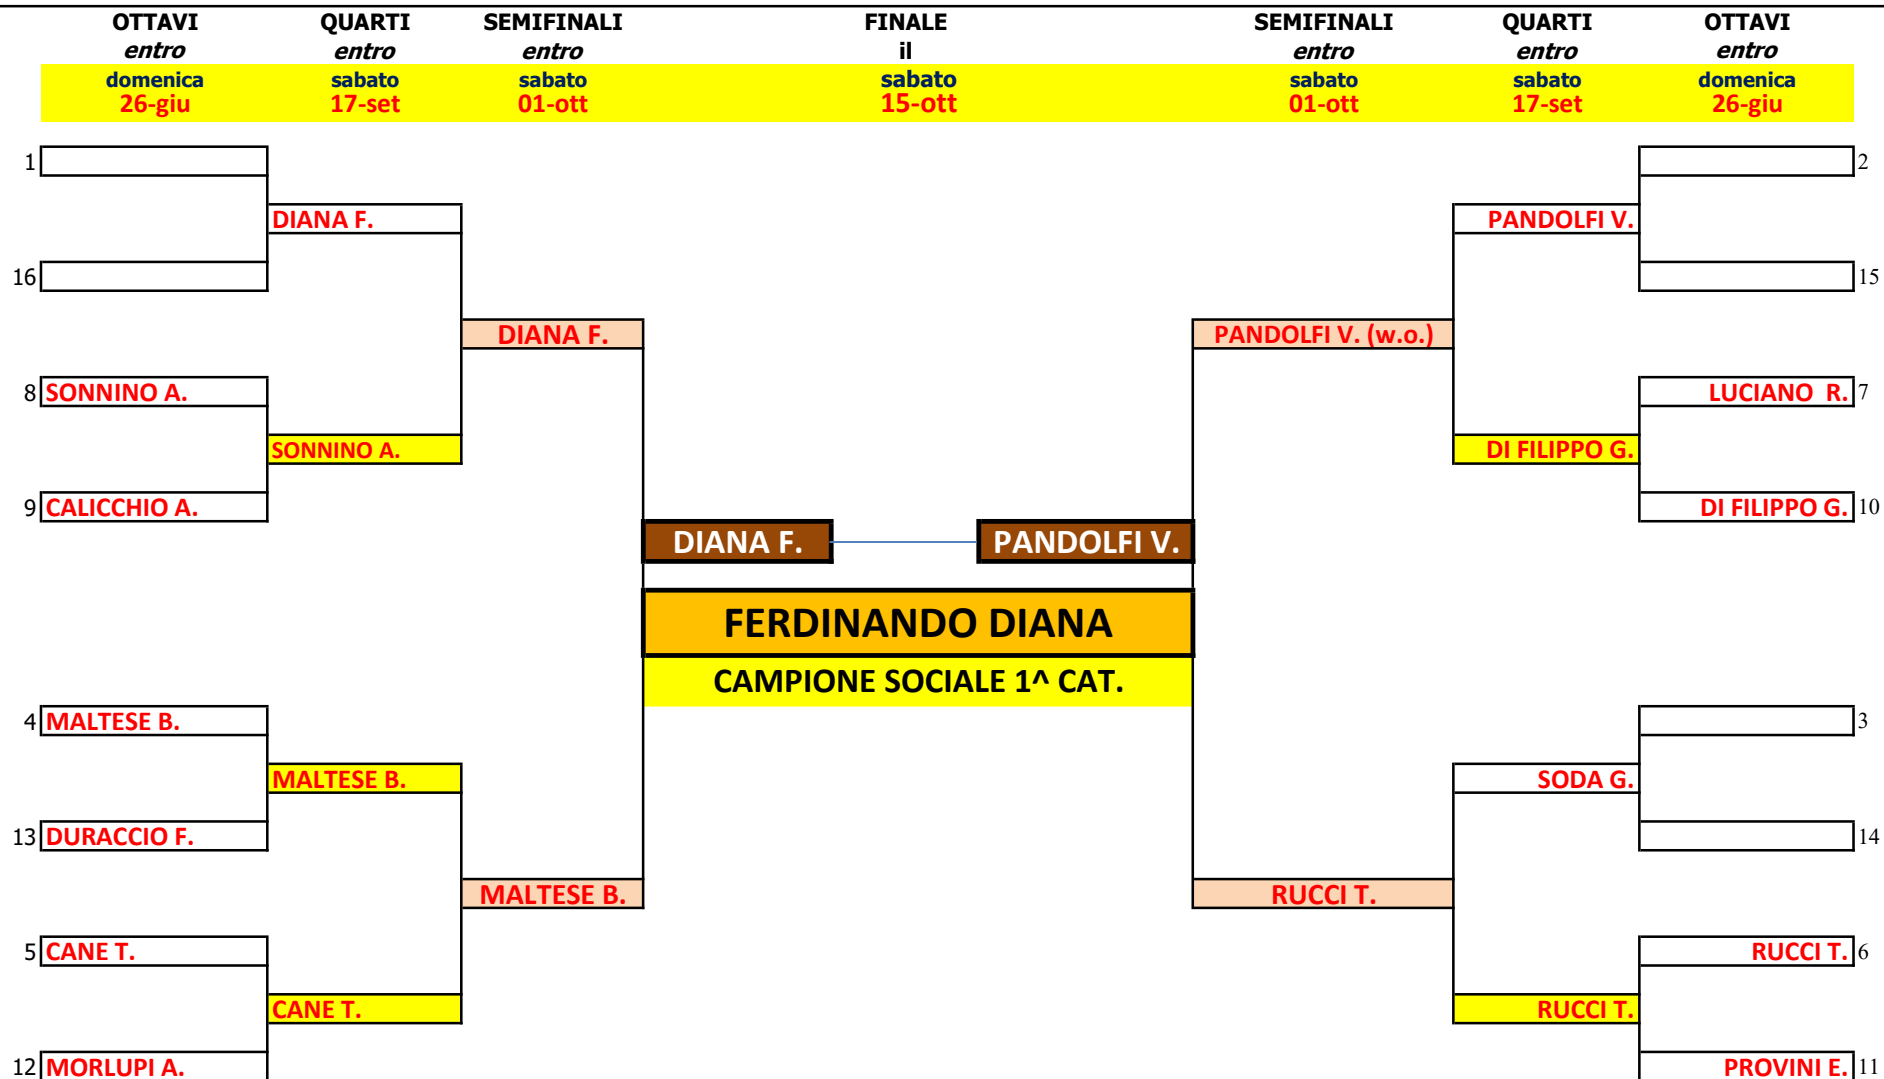 OTTAVI QUARTI SEMIFINALI FINALE SEMIFINALI QUARTI OTTAVI
entro entro entro il entro entro entro
domenica sabato sabato sabato sabato sabato domenica
26-giu 17-set 01-ott 15-ott 01-ott 17-set 26-giu
1 2
DIANA F. PANDOLFI V.
16 15
DIANA F. PANDOLFI V. (w.o.)
8 SONNINO A. LUCIANO R. 7
SONNINO A. DI FILIPPO G.
9 CALICCHIO A. DI FILIPPO G. 10
DIANA F. PANDOLFI V.
FERDINANDO DIANA
CAMPIONE SOCIALE 1^ CAT.
4 MALTESE B. 3
MALTESE B. SODA G.
13 DURACCIO F. 14
MALTESE B. RUCCI T.
5 CANE T. RUCCI T. 6
CANE T. RUCCI T.
12 MORLUPI A. PROVINI E. 11